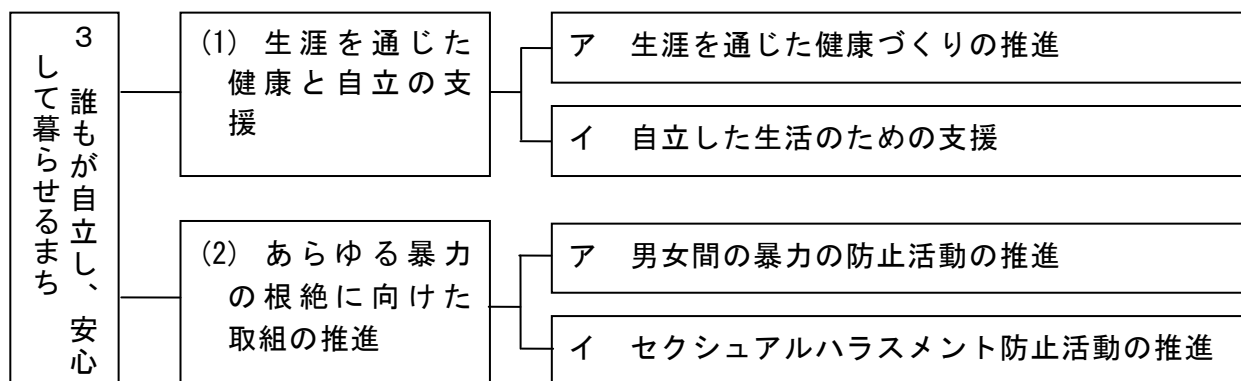 3 誰もが自立し、安心
して暮らせるまち
(1) 生涯を通じた
健康と自立の支
援
ア 生涯を通じた健康づくりの推進
イ 自立した生活のための支援
(2) あらゆる暴力
の根絶に向けた
取組の推進
ア 男女間の暴力の防止活動の推進
イ セクシュアルハラスメント防止活動の推進